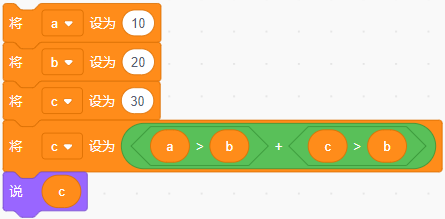 将 a 设为 10
将 b 设为 20
将 c 设为 30
将 c 设为 a > b + c > b
说 c